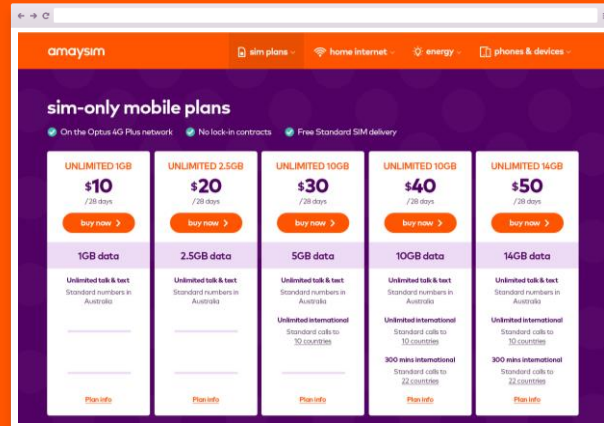 amaysim
sim plans
home internet
energy
phones & devices
sim-only mobile plans
On the Optus 4G Plus network
No lock-in contracts
Free Standard SIM delivery
UNLIMITED 1GB
$10
/28 days
buy now >
1GB data
Unlimited talk & text
Standard numbers in
Australia
Plan info
UNLIMITED 2.5GB
$20
/28 days
buy now >
2.5GB data
Unlimited talk & text
Standard numbers in
Australia
Plan info
UNLIMITED 10GB
$30
/28 days
buy now >
5GB data
Unlimited talk & text
Standard numbers in
Australia
Unlimited international
Standard calls to
10 countries
Plan info
UNLIMITED 10GB
$40
/28 days
buy now >
10GB data
Unlimited talk & text
Standard numbers in
Australia
Unlimited international
Standard calls to
10 countries
300 mins international
Standard calls to
22 countries
Plan info
UNLIMITED 14GB
$50
/28 days
buy now >
14GB data
Unlimited talk & text
Standard numbers in
Australia
Unlimited international
Standard calls to
10 countries
300 mins international
Standard calls to
22 countries
Plan info